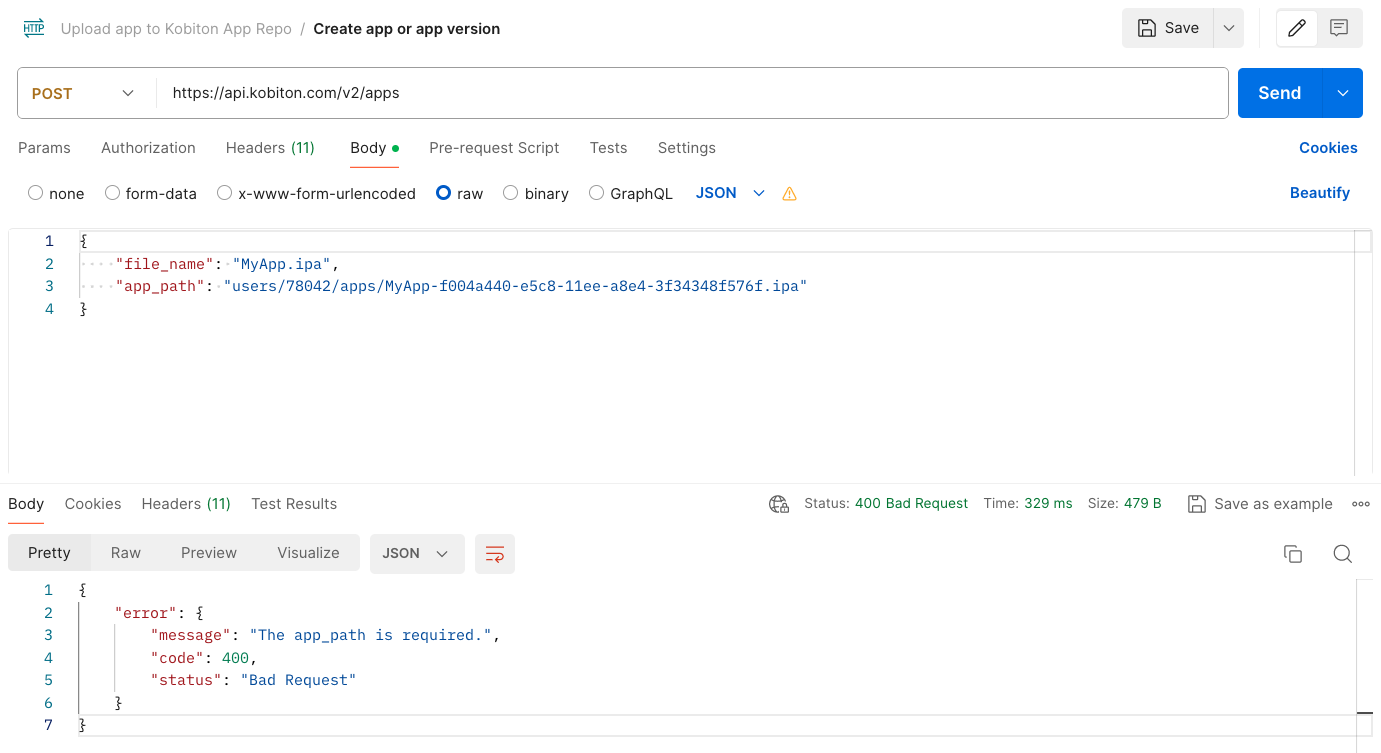 HTTP Upload app to Kobiton App Repo / Create app or app version Save
POST https://api.kobiton.com/v2/apps Send
Params Authorization Headers (11) Body Pre-request Script Tests Settings Cookies
none form-data x-www-form-urlencoded raw binary GraphQL JSON Beautify
1 {
2 ····"file_name":·"MyApp.ipa",
3 ····"app_path":·"users/78042/apps/MyApp-f004a440-e5c8-11ee-a8e4-3f34348f576f.ipa"
4 }
Body Cookies Headers (11) Test Results Status: 400 Bad Request Time: 329 ms Size: 479 B Save as example
Pretty Raw Preview Visualize JSON
1 {
2 "error": {
3 "message": "The app_path is required.",
4 "code": 400,
5 "status": "Bad Request"
6 }
7 }